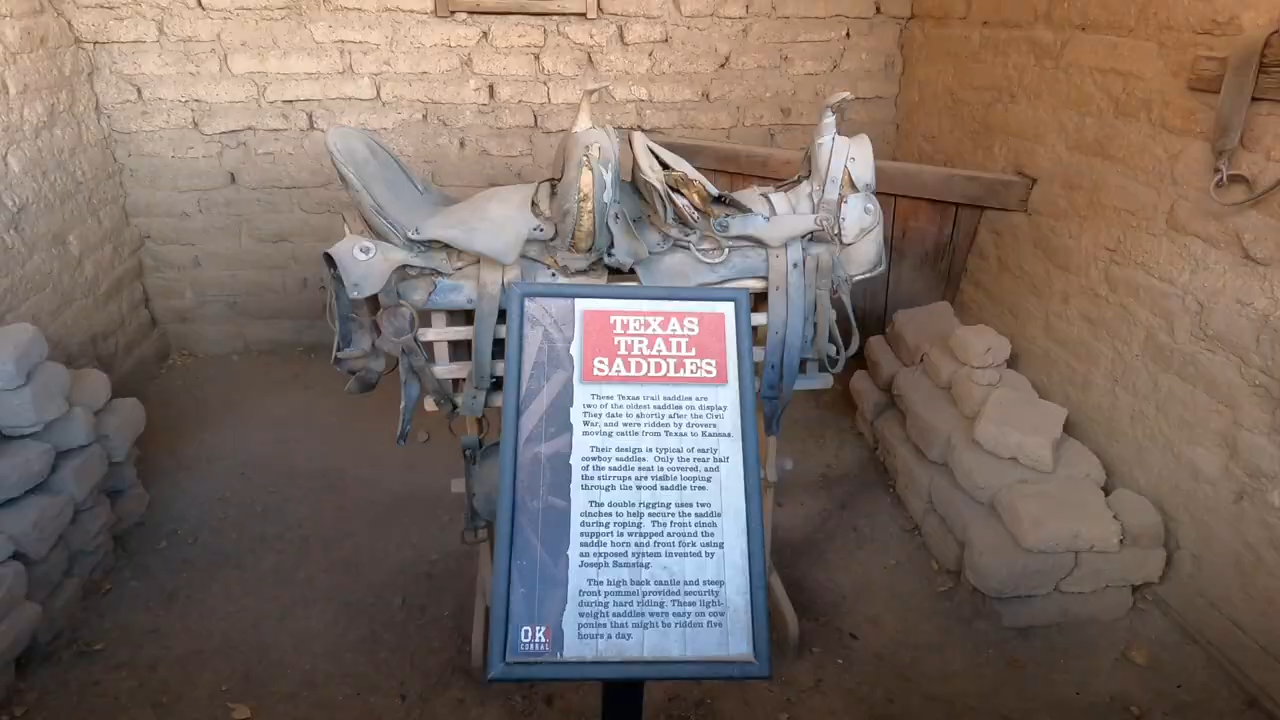 TEXAS
TRAIL
SADDLES
These Texas trail saddles are
two of the oldest saddles on display.
They date to shortly after the Civil
War, and were ridden by drovers
moving cattle from Texas to Kansas.
Their design is typical of early
cowboy saddles. Only the rear half
of the saddle seat is covered, and
the stirrups are visible looping
through the wood saddle tree.
The double rigging uses two
cinches to help secure the saddle
during roping. The front cinch
support is wrapped around the
saddle horn and front fork using
an exposed system invented by
Joseph Samstag.
The high back cantle and steep
front pommel provided security
during hard riding. These light-
weight saddles were easy on cow
ponies that might be ridden five
hours a day.
O.K.
CORRAL